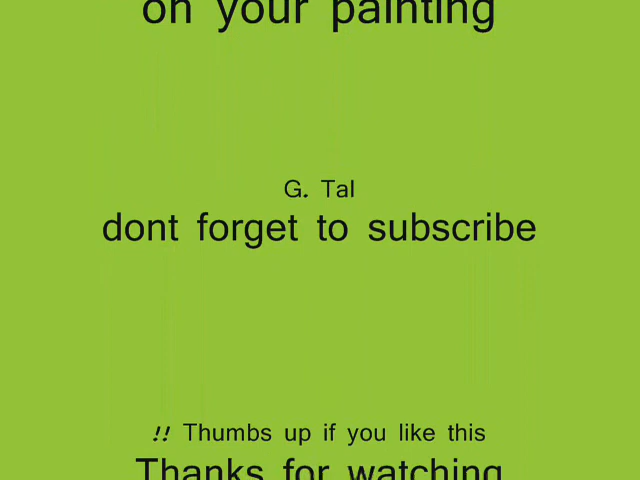 on your painting
G. Tal
dont forget to subscribe
!! Thumbs up if you like this
Thanks for watching